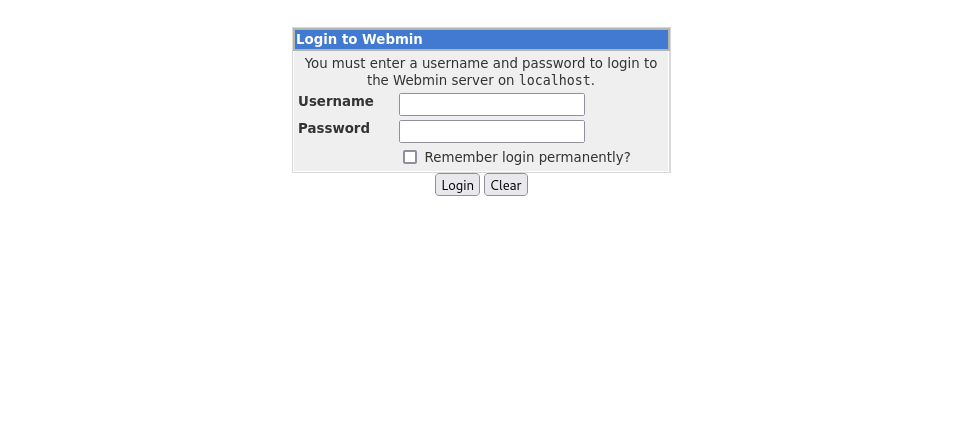 Login to Webmin
You must enter a username and password to login to
the Webmin server on localhost.
Username
Password
Remember login permanently?
Login Clear